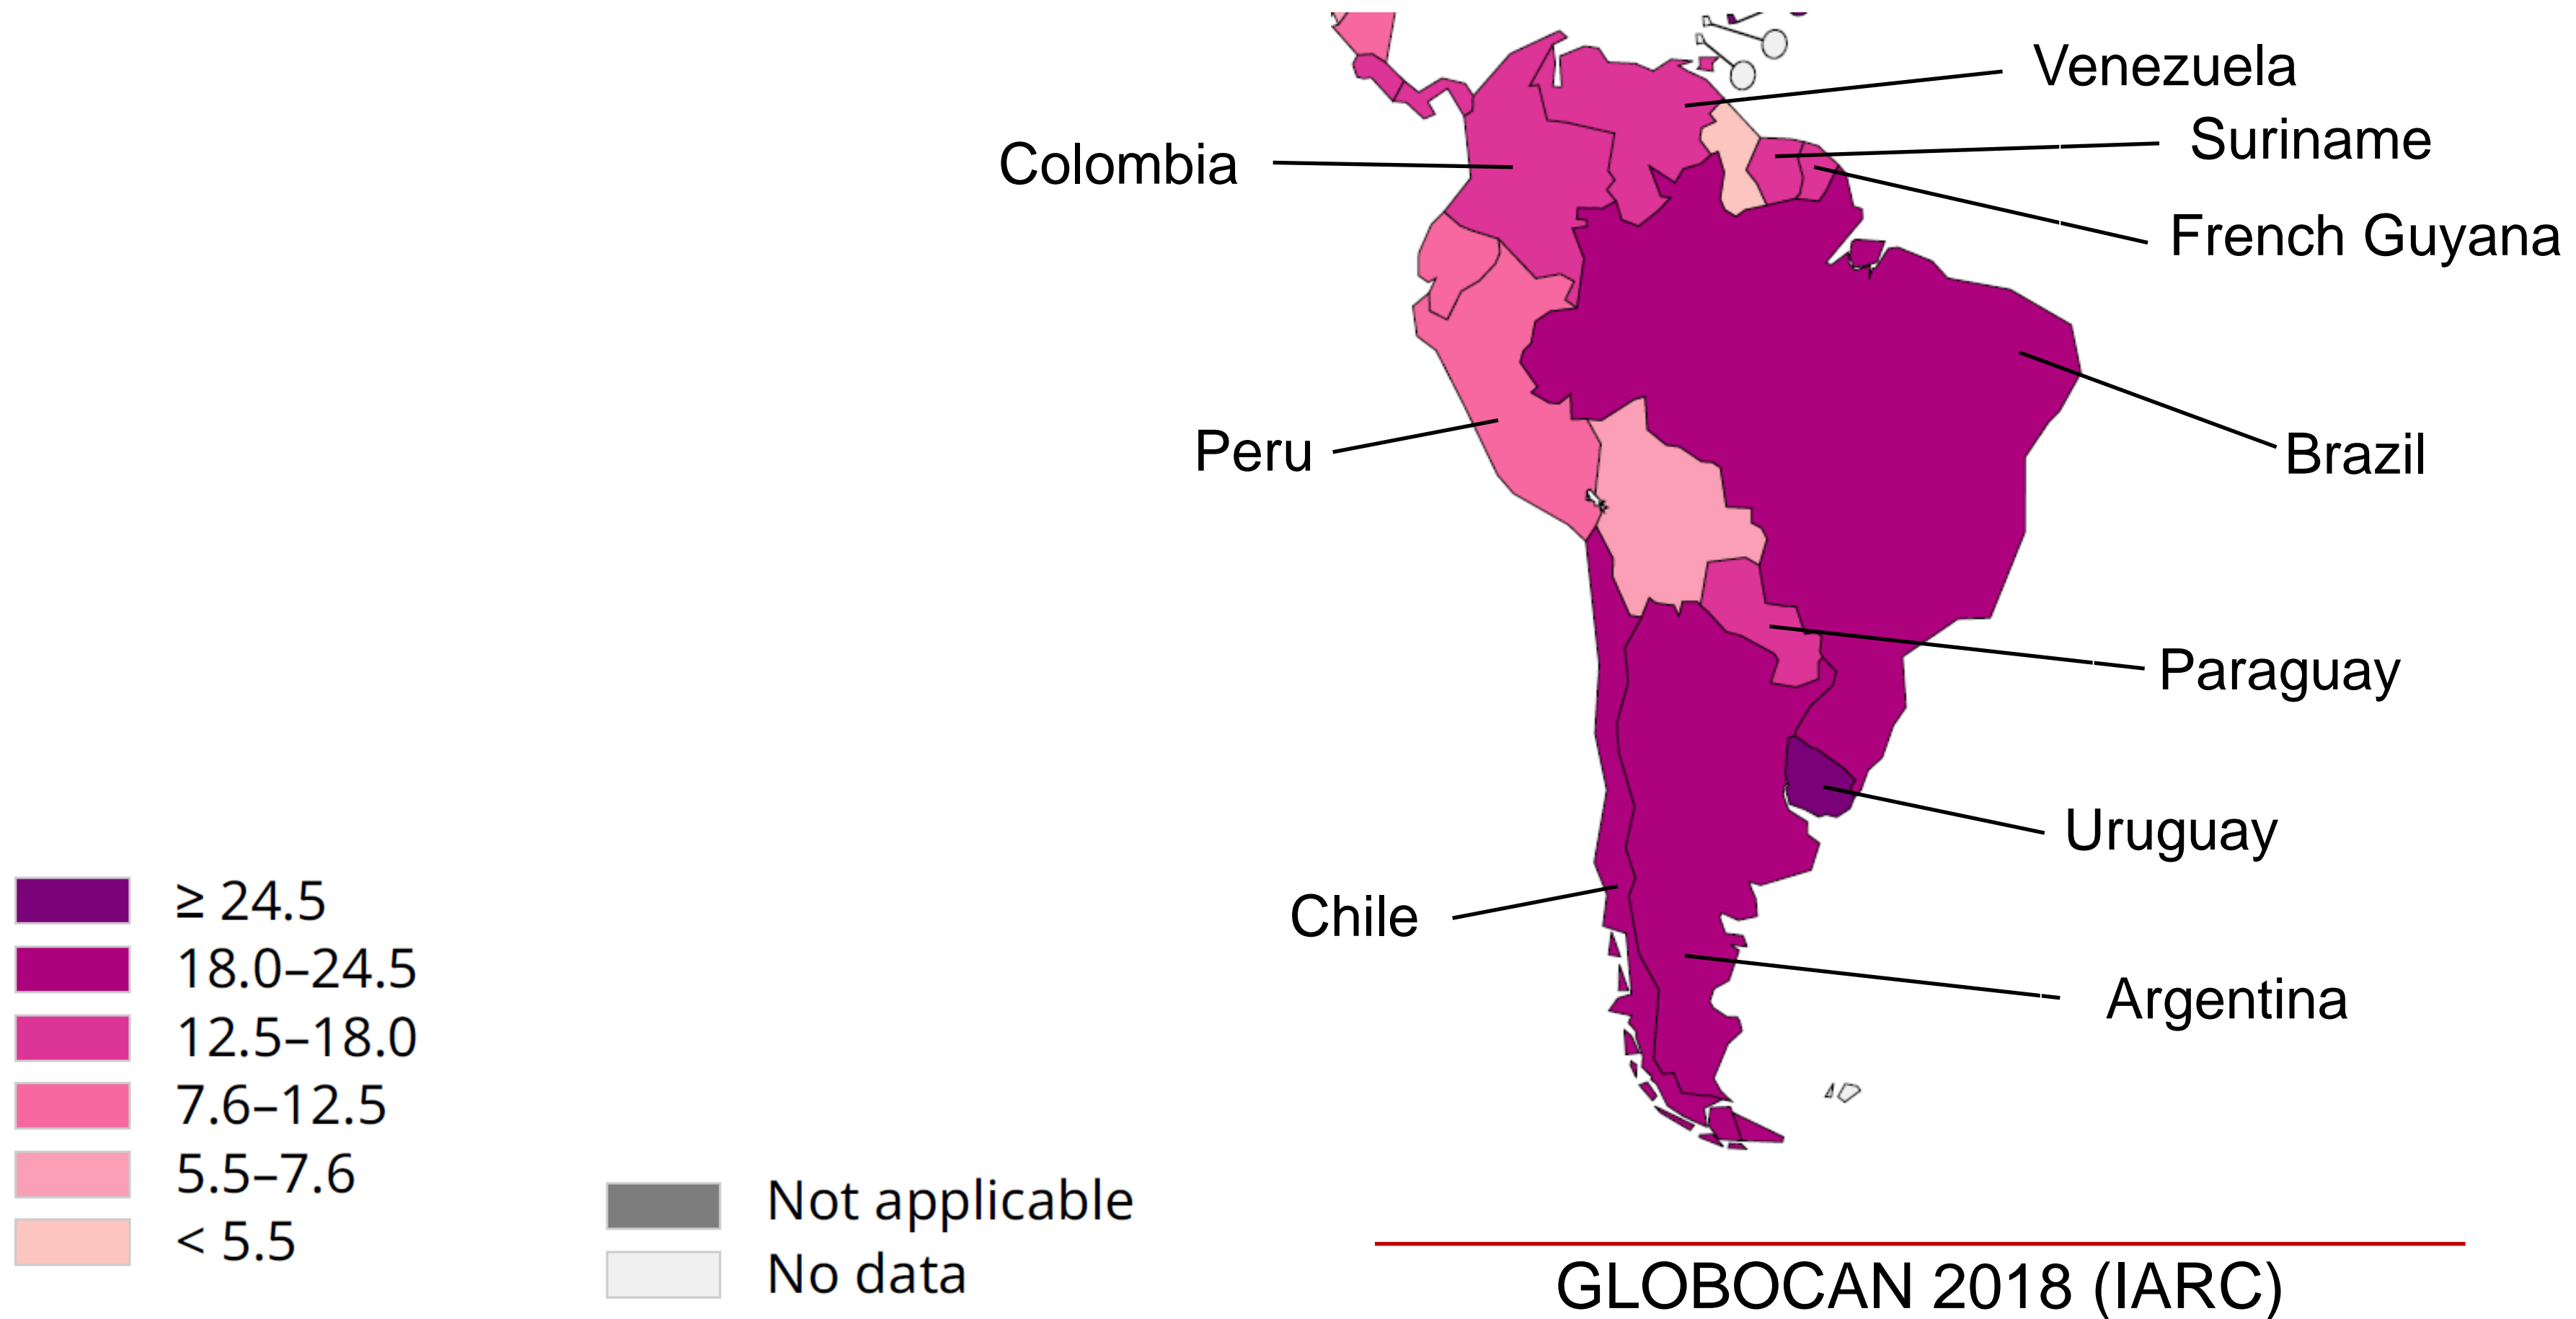 Venezuela
Suriname
Colombia
French Guyana
Peru
Brazil
Paraguay
Uruguay
Chile
Argentina
≥ 24.5
18.0–24.5
12.5–18.0
7.6–12.5
5.5–7.6
< 5.5
Not applicable
No data
GLOBOCAN 2018 (IARC)